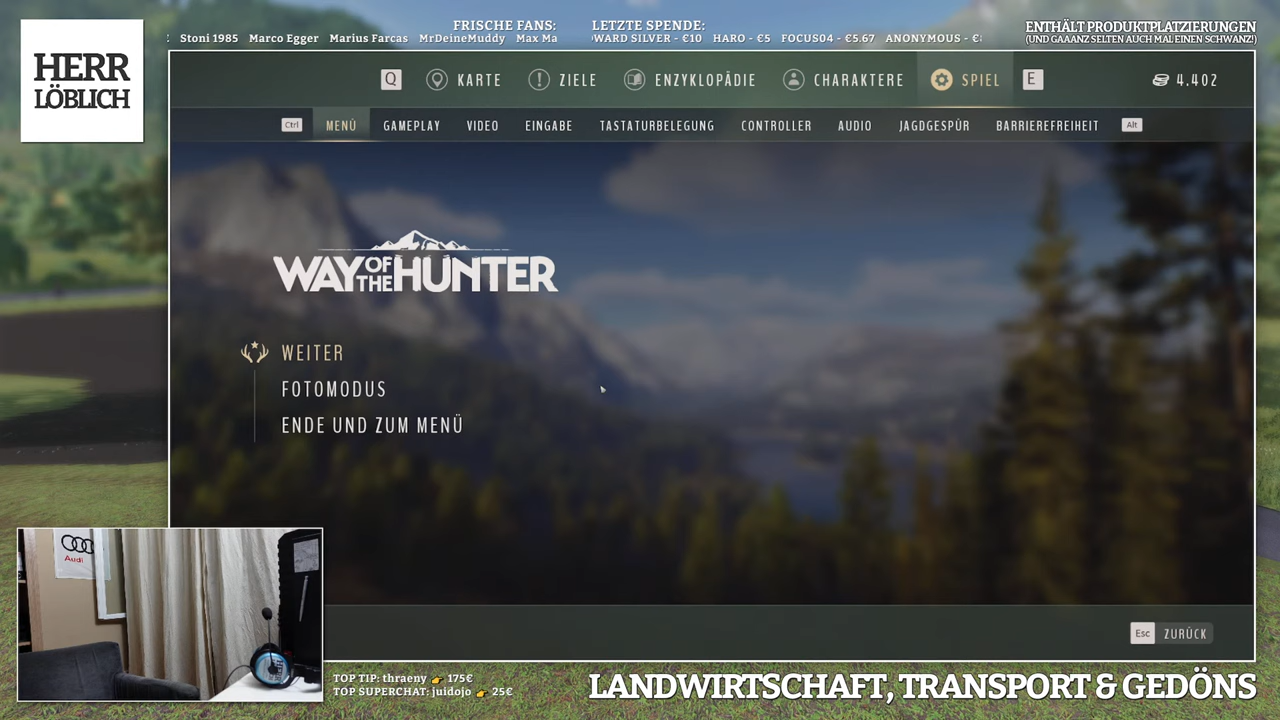 HERR
LÖBLICH
FRISCHE FANS:
Stoni 1985 Marco Egger Marius Farcas MrDeineMuddy Max Ma
LETZTE SPENDE:
WARD SILVER - €10 HARO - €5 FOCUS04 - €5.67 ANONYMOUS - €
ENTHÄLT PRODUKTPLATZIERUNGEN
(UND GAAANZ SELTEN AUCH MAL EINEN SCHWANZ!)
Q KARTE ZIELE ENZYKLOPÄDIE CHARAKTERE SPIEL E 4,402
Ctrl MENÜ GAMEPLAY VIDEO EINGABE TASTATURBELEGUNG CONTROLLER AUDIO JAGDGESPÜR BARRIEREFREIHEIT Alt
WAY OF THE HUNTER
WEITER
FOTOMODUS
ENDE UND ZUM MENÜ
Audi
Esc ZURÜCK
TOP TIP: thraeny 👉 175€
TOP SUPERCHAT: juidojo 👉 25€
LANDWIRTSCHAFT, TRANSPORT & GEDÖNS